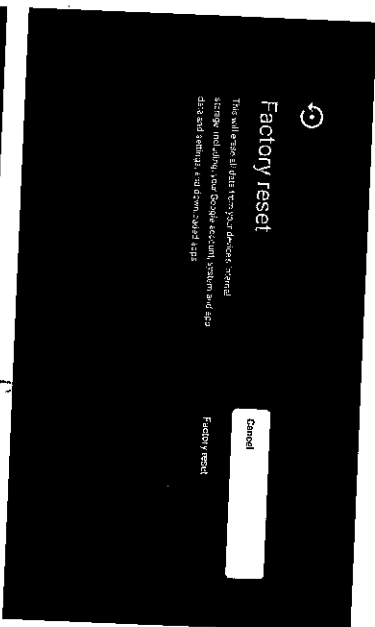 Factory reset
This will erase all data from your device's internal
storage including: your Google account, system and app
data and settings, and downloaded apps
Cancel
Factory reset